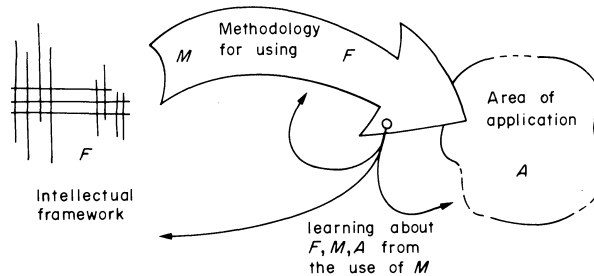 M Methodology
for using F
F
Intellectual
framework
Area of
application
A
learning about
F, M, A from
the use of M